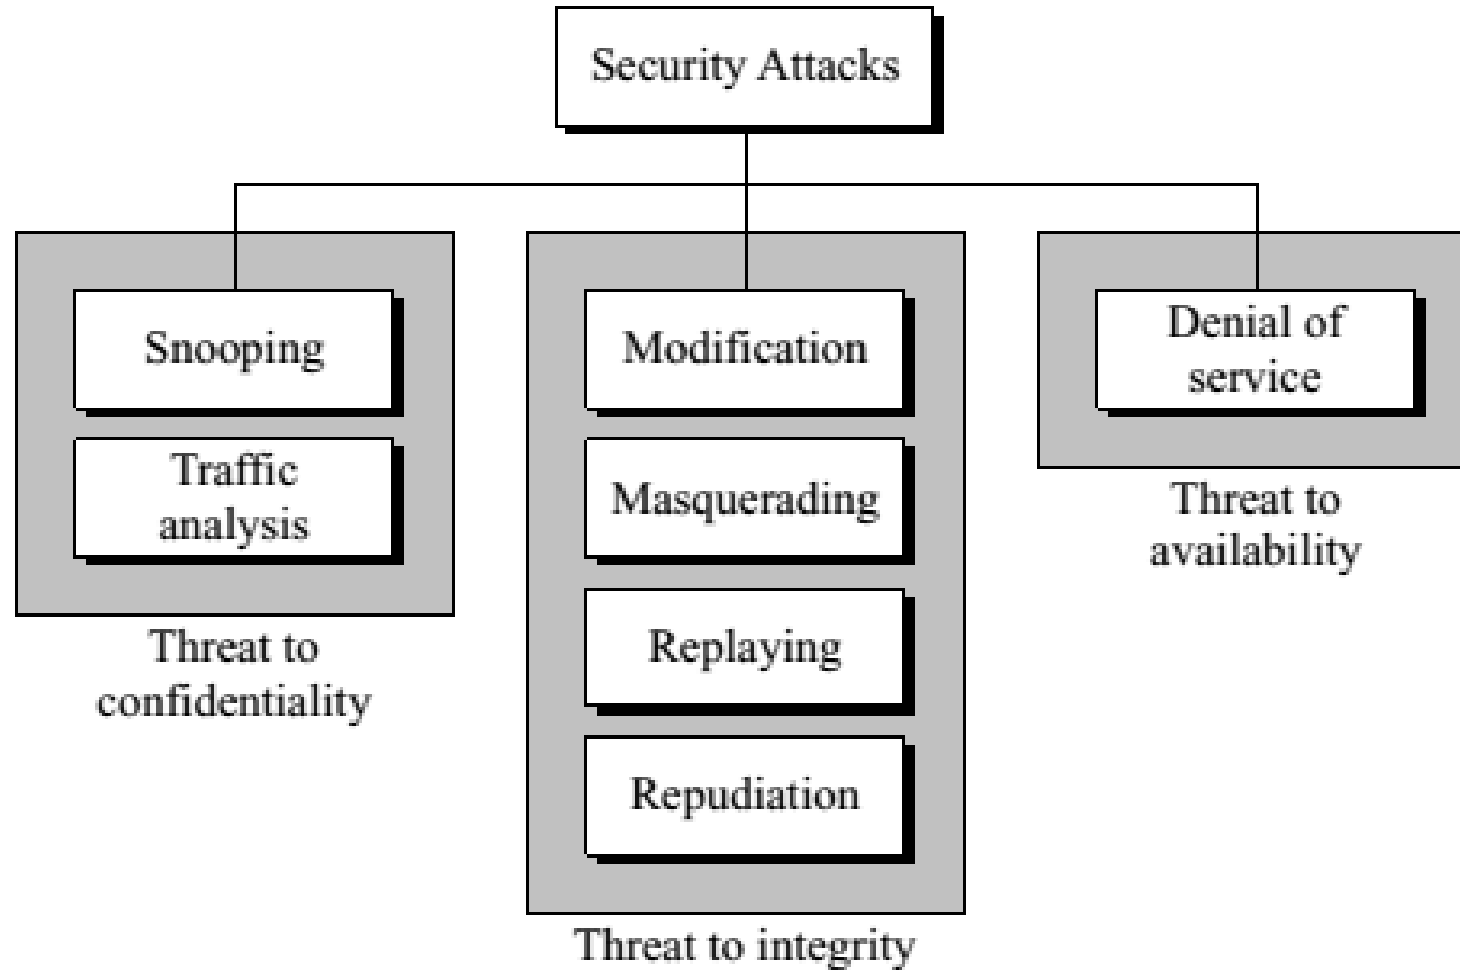 Security Attacks
Snooping
Traffic
analysis
Threat to
confidentiality
Modification
Masquerading
Replaying
Repudiation
Threat to integrity
Denial of
service
Threat to
availability